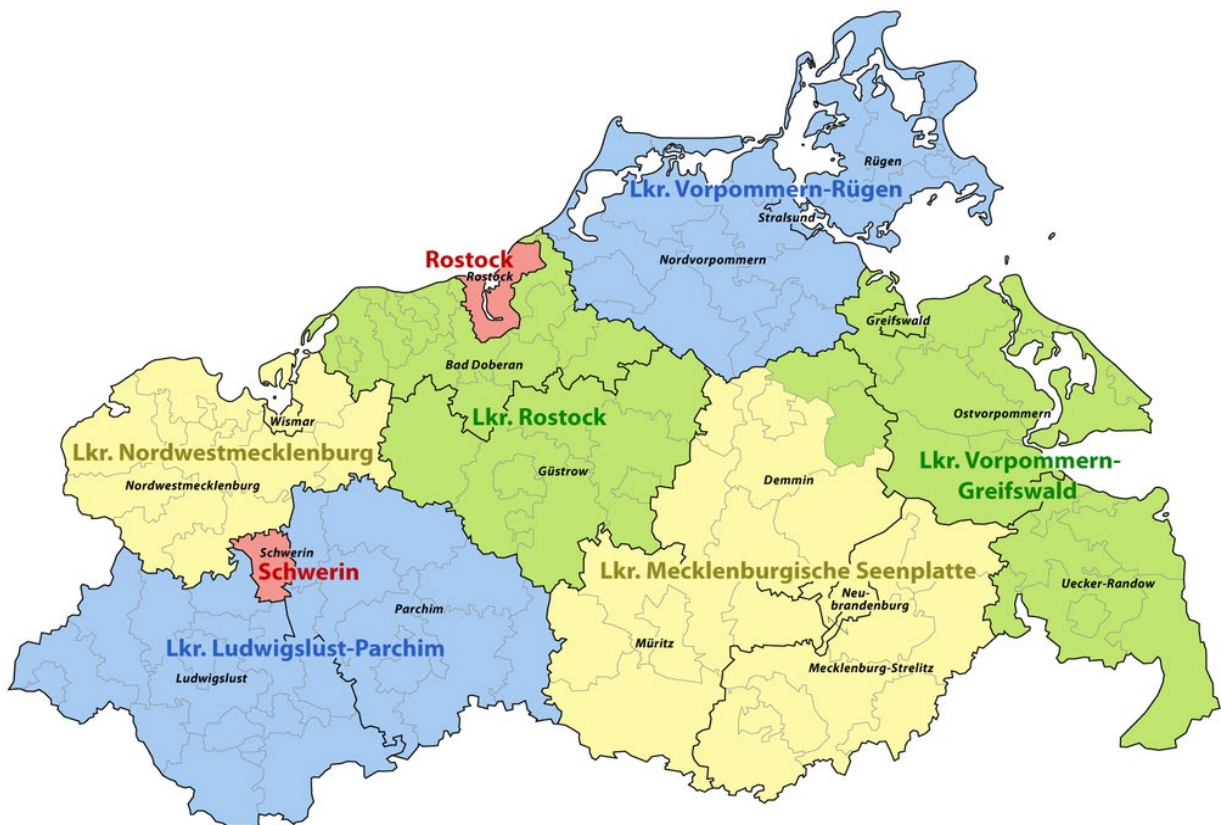 Rügen
Lkr. Vorpommern-Rügen
Stralsund
Nordvorpommern
Rostock
Rostock
Greifswald
Bad Doberan
Ostvorpommern
Lkr. Rostock
Wismar
Lkr. Nordwestmecklenburg
Güstrow
Lkr. Vorpommern-
Greifswald
Nordwestmecklenburg
Demmin
Schwerin
Schwerin
Lkr. Mecklenburgische Seenplatte
Uecker-Randow
Neu-
brandenburg
Parchim
Müritz
Lkr. Ludwigslust-Parchim
Mecklenburg-Strelitz
Ludwigslust